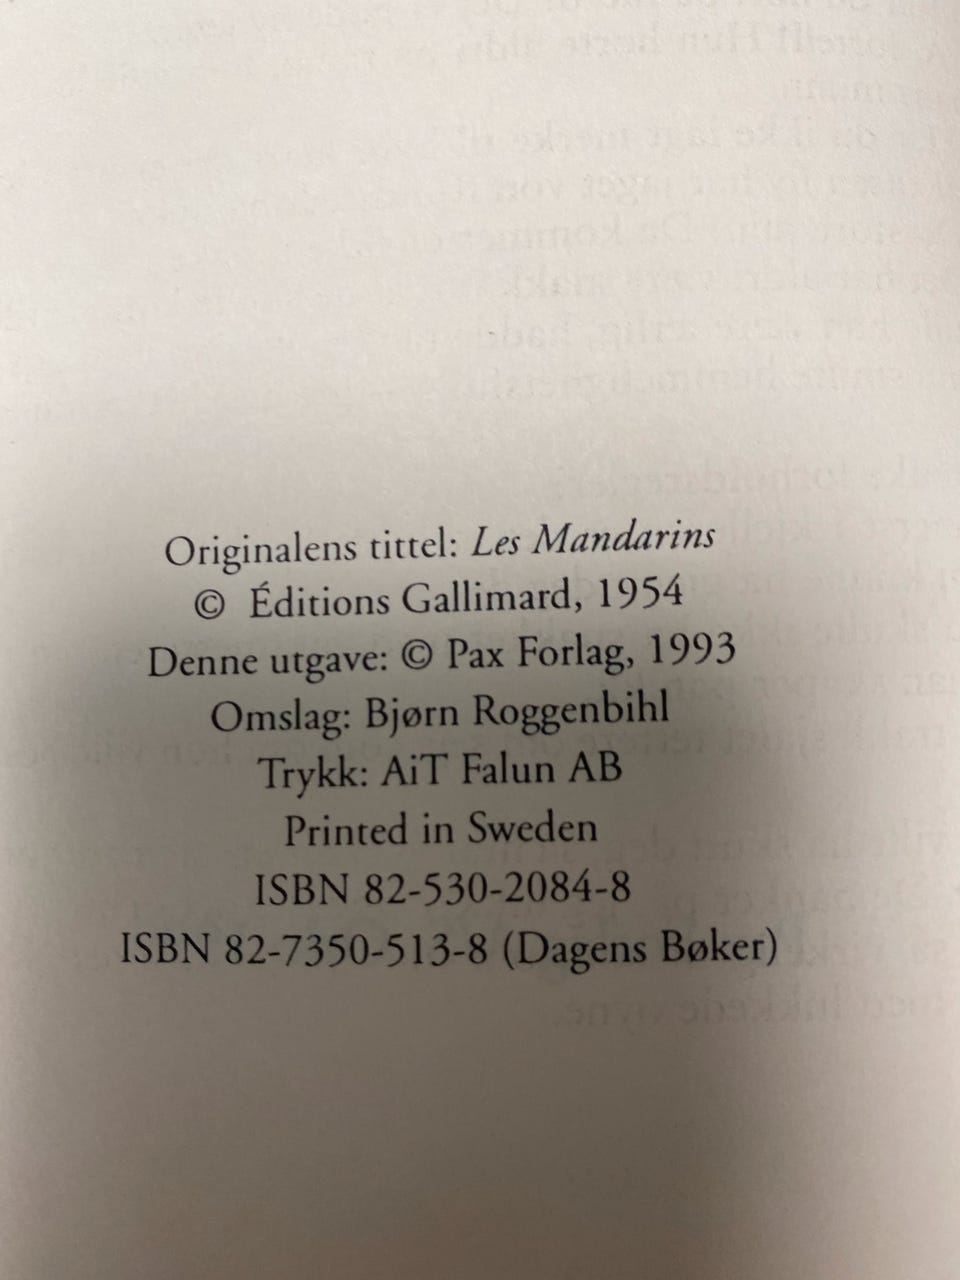 Originalens tittel: Les Mandarins
© Éditions Gallimard, 1954
Denne utgave: © Pax Forlag, 1993
Omslag: Bjørn Roggenbihl
Trykk: AiT Falun AB
Printed in Sweden
ISBN 82-530-2084-8
ISBN 82-7350-513-8 (Dagens Bøker)